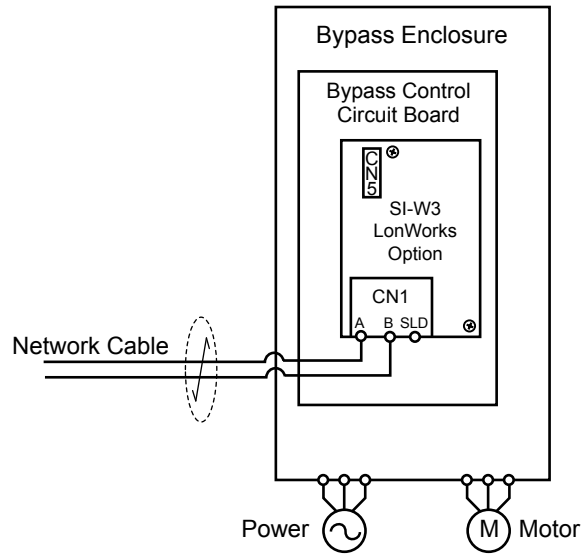 Bypass Enclosure
Bypass Control
Circuit Board
CN5
SI-W3
LonWorks
Option
CN1
A B SLD
Network Cable
Power
M Motor